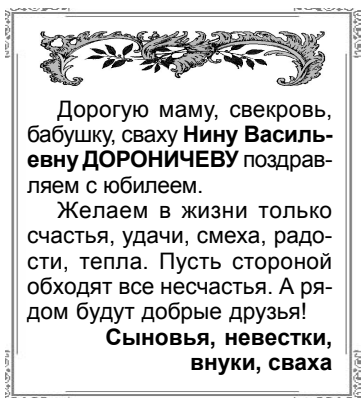 Дорогую маму, свекровь,
бабушку, сваху Нину Василь-
евну ДОРОНИЧЕВУ поздрав-
ляем с юбилеем.
Желаем в жизни только
счастья, удачи, смеха, радо-
сти, тепла. Пусть стороной
обходят все несчастья. А ря-
дом будут добрые друзья!
Сыновья, невестки,
внуки, сваха